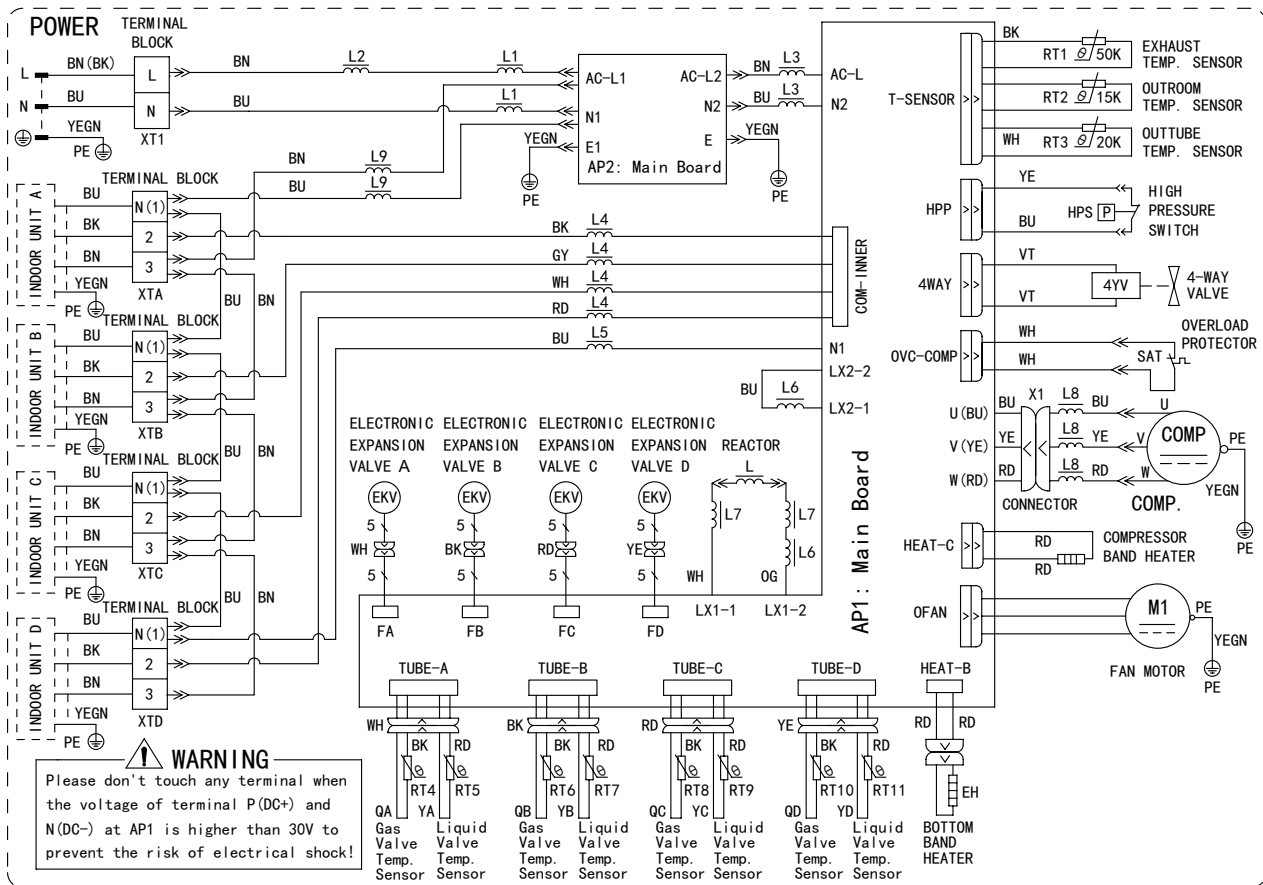 POWER
TERMINAL
BLOCK
L
BN(BK)
L
BN
L2
L1
N
BU
N
BU
L1
YEGN
PE
XT1
AC-L1
AC-L2
N1
N2
E1
E
AP2: Main Board
YEGN
PE
BN
L3
AC-L
BU
L3
N2
YEGN
PE
BN
L9
BU
L9
TERMINAL BLOCK
INDOOR UNIT A
BU
N(1)
BK
2
BN
3
YEGN
PE
XTA
BU
BN
TERMINAL BLOCK
INDOOR UNIT B
BU
N(1)
BK
2
BN
3
YEGN
PE
XTB
BU
BN
TERMINAL BLOCK
INDOOR UNIT C
BU
N(1)
BK
2
BN
3
YEGN
PE
XTC
BU
BN
TERMINAL BLOCK
INDOOR UNIT D
BU
N(1)
BK
2
BN
3
YEGN
PE
XTD
BK
L4
GY
L4
WH
L4
RD
L4
COM-INNER
BU
L5
N1
LX2-2
BU
L6
LX2-1
ELECTRONIC
EXPANSION
VALVE A
EKV
5
WH
5
FA
ELECTRONIC
EXPANSION
VALVE B
EKV
5
BK
5
FB
ELECTRONIC
EXPANSION
VALVE C
EKV
5
RD
5
FC
ELECTRONIC
EXPANSION
VALVE D
EKV
5
YE
5
FD
REACTOR
L
L7
L7
L6
WH
OG
LX1-1
LX1-2
AP1: Main Board
T-SENSOR
BK
RT1
θ
50K
EXHAUST
TEMP. SENSOR
RT2
θ
15K
OUTROOM
TEMP. SENSOR
WH
RT3
θ
20K
OUTTUBE
TEMP. SENSOR
HPP
YE
BU
HPS
P
HIGH
PRESSURE
SWITCH
4WAY
VT
VT
4YV
4-WAY
VALVE
OVC-COMP
WH
WH
SAT
OVERLOAD
PROTECTOR
U(BU)
BU
X1
L8
BU
U
V(YE)
YE
L8
YE
V
W(RD)
RD
L8
RD
W
CONNECTOR
COMP
COMP.
PE
YEGN
PE
HEAT-C
RD
RD
COMPRESSOR
BAND HEATER
OFAN
M1
PE
YEGN
PE
FAN MOTOR
TUBE-A
WH
BK
RD
θ
θ
RT4
RT5
QA
YA
Gas
Valve
Temp.
Sensor
Liquid
Valve
Temp.
Sensor
TUBE-B
BK
BK
RD
θ
θ
RT6
RT7
QB
YB
Gas
Valve
Temp.
Sensor
Liquid
Valve
Temp.
Sensor
TUBE-C
RD
BK
RD
θ
θ
RT8
RT9
QC
YC
Gas
Valve
Temp.
Sensor
Liquid
Valve
Temp.
Sensor
TUBE-D
YE
BK
RD
θ
θ
RT10
RT11
QD
YD
Gas
Valve
Temp.
Sensor
Liquid
Valve
Temp.
Sensor
HEAT-B
RD
RD
EH
BOTTOM
BAND
HEATER
! WARNING
Please don't touch any terminal when
the voltage of terminal P(DC+) and
N(DC-) at AP1 is higher than 30V to
prevent the risk of electrical shock!